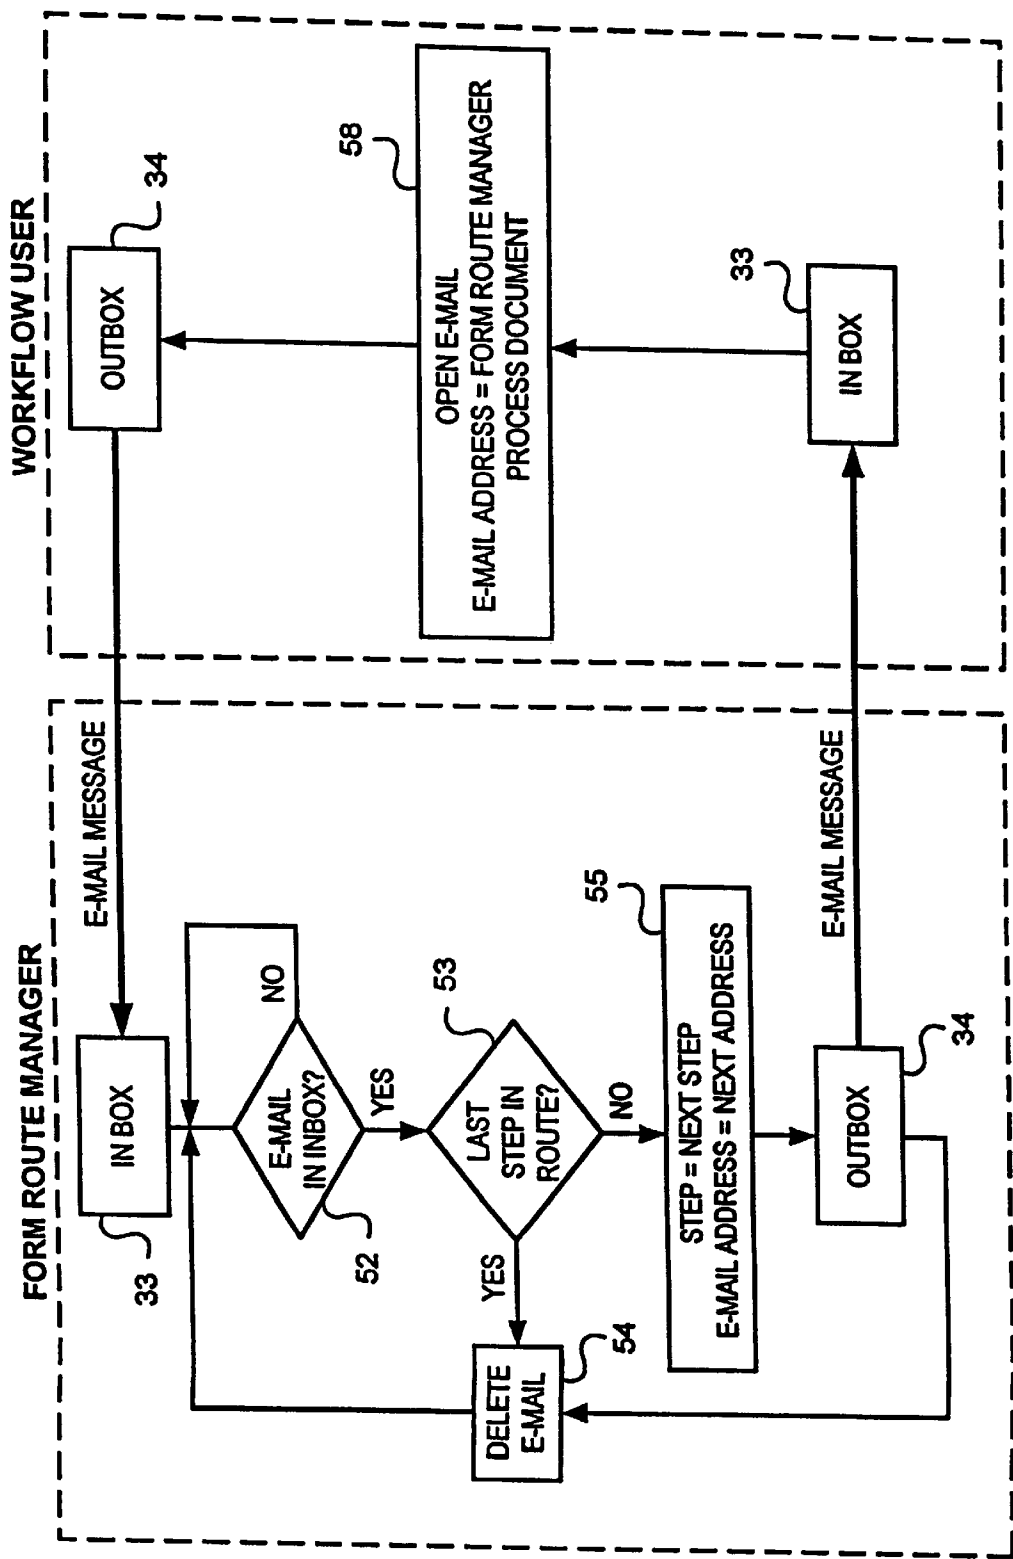 FORM ROUTE MANAGER
IN BOX
33
E-MAIL MESSAGE
E-MAIL
IN INBOX?
52
NO
YES
LAST
STEP IN
ROUTE?
53
YES
NO
DELETE
E-MAIL
54
STEP = NEXT STEP
E-MAIL ADDRESS = NEXT ADDRESS
55
OUTBOX
34
E-MAIL MESSAGE
WORKFLOW USER
OUTBOX
34
OPEN E-MAIL
E-MAIL ADDRESS = FORM ROUTE MANAGER
PROCESS DOCUMENT
58
IN BOX
33